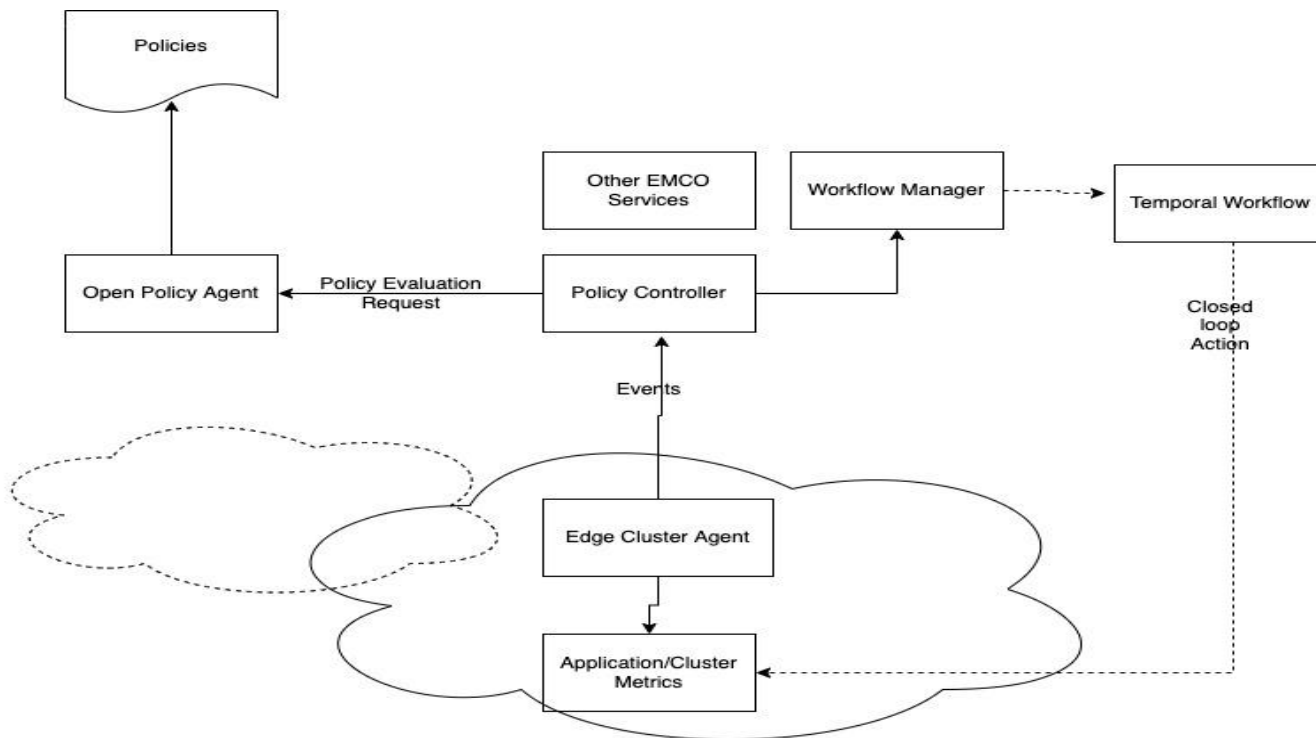 Policies
Other EMCO
Services
Workflow Manager
Temporal Workflow
Open Policy Agent
Policy Evaluation
Request
Policy Controller
Closed
loop
Action
Events
Edge Cluster Agent
Application/Cluster
Metrics